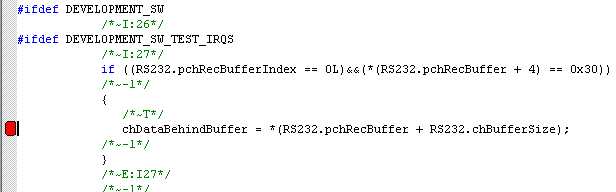 #ifdef DEVELOPMENT_SW
/*~I:26*/
#ifdef DEVELOPMENT_SW_TEST_IRQS
/*~I:27*/
if ((RS232.pchRecBufferIndex == 0L)&&(*(RS232.pchRecBuffer + 4) == 0x30))
/*~-1*/
{
/*~T*/
chDataBehindBuffer = *(RS232.pchRecBuffer + RS232.chBufferSize);
/*~-1*/
}
/*~E:I27*/
/*~-1*/